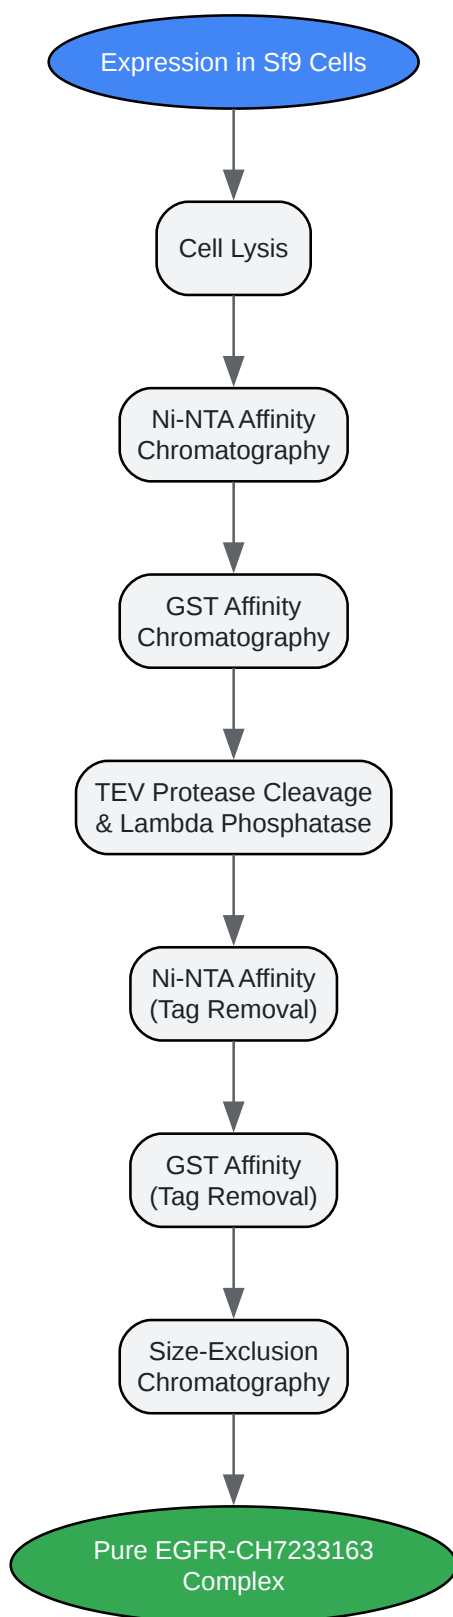 Expression in Sf9 Cells
Cell Lysis
Ni-NTA Affinity
Chromatography
GST Affinity
Chromatography
TEV Protease Cleavage
& Lambda Phosphatase
Ni-NTA Affinity
(Tag Removal)
GST Affinity
(Tag Removal)
Size-Exclusion
Chromatography
Pure EGFR-CH7233163
Complex